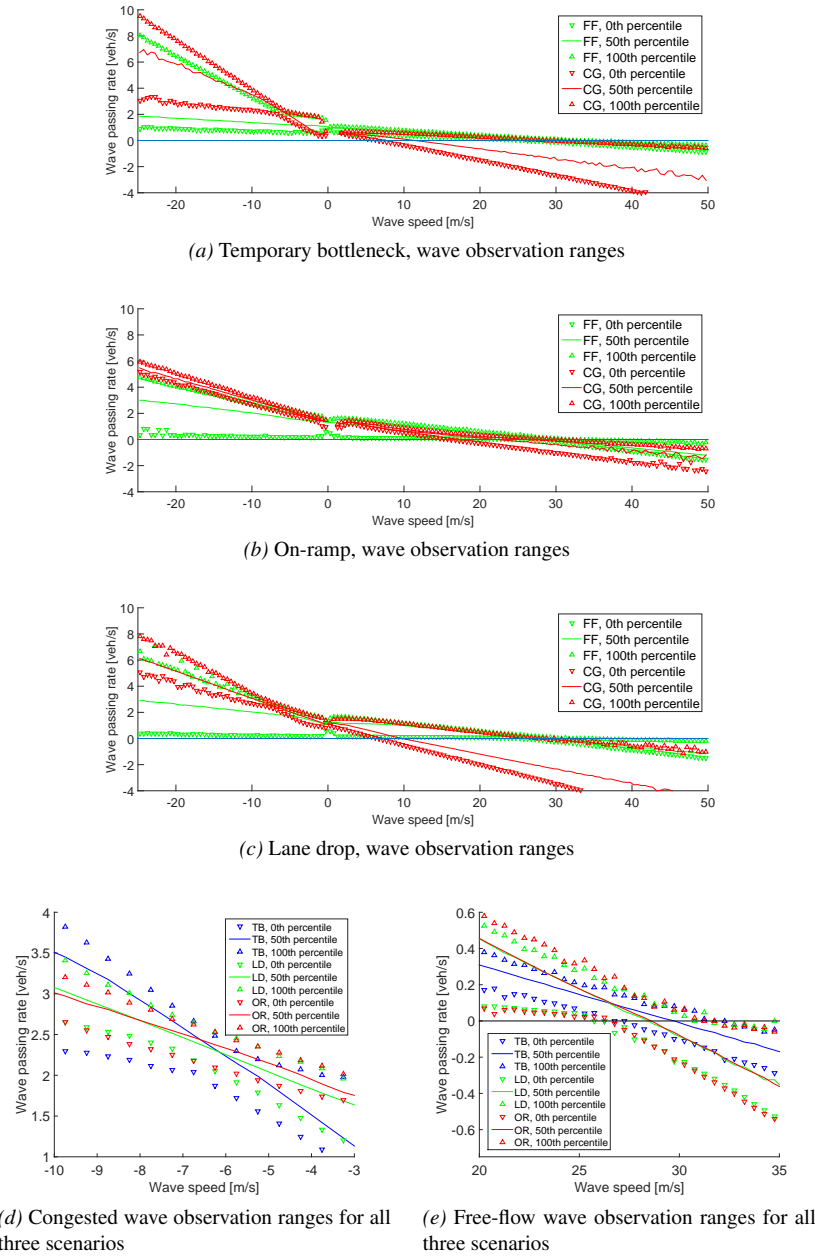 10
8
6
4
2
0
-2
-4
-20 -10 0 10 20 30 40 50
Wave passing rate [veh/s]
Wave speed [m/s]
FF, 0th percentile
FF, 50th percentile
FF, 100th percentile
CG, 0th percentile
CG, 50th percentile
CG, 100th percentile
(a) Temporary bottleneck, wave observation ranges
10
8
6
4
2
0
-2
-4
-20 -10 0 10 20 30 40 50
Wave passing rate [veh/s]
Wave speed [m/s]
FF, 0th percentile
FF, 50th percentile
FF, 100th percentile
CG, 0th percentile
CG, 50th percentile
CG, 100th percentile
(b) On-ramp, wave observation ranges
10
8
6
4
2
0
-2
-4
-20 -10 0 10 20 30 40 50
Wave passing rate [veh/s]
Wave speed [m/s]
FF, 0th percentile
FF, 50th percentile
FF, 100th percentile
CG, 0th percentile
CG, 50th percentile
CG, 100th percentile
(c) Lane drop, wave observation ranges
4
3.5
3
2.5
2
1.5
1
-10 -9 -8 -7 -6 -5 -4 -3
Wave passing rate [veh/s]
Wave speed [m/s]
TB, 0th percentile
TB, 50th percentile
TB, 100th percentile
LD, 0th percentile
LD, 50th percentile
LD, 100th percentile
OR, 0th percentile
OR, 50th percentile
OR, 100th percentile
(d) Congested wave observation ranges for all
three scenarios
0.6
0.4
0.2
0
-0.2
-0.4
-0.6
20 25 30 35
Wave passing rate [veh/s]
Wave speed [m/s]
TB, 0th percentile
TB, 50th percentile
TB, 100th percentile
LD, 0th percentile
LD, 50th percentile
LD, 100th percentile
OR, 0th percentile
OR, 50th percentile
OR, 100th percentile
(e) Free-flow wave observation ranges for all
three scenarios